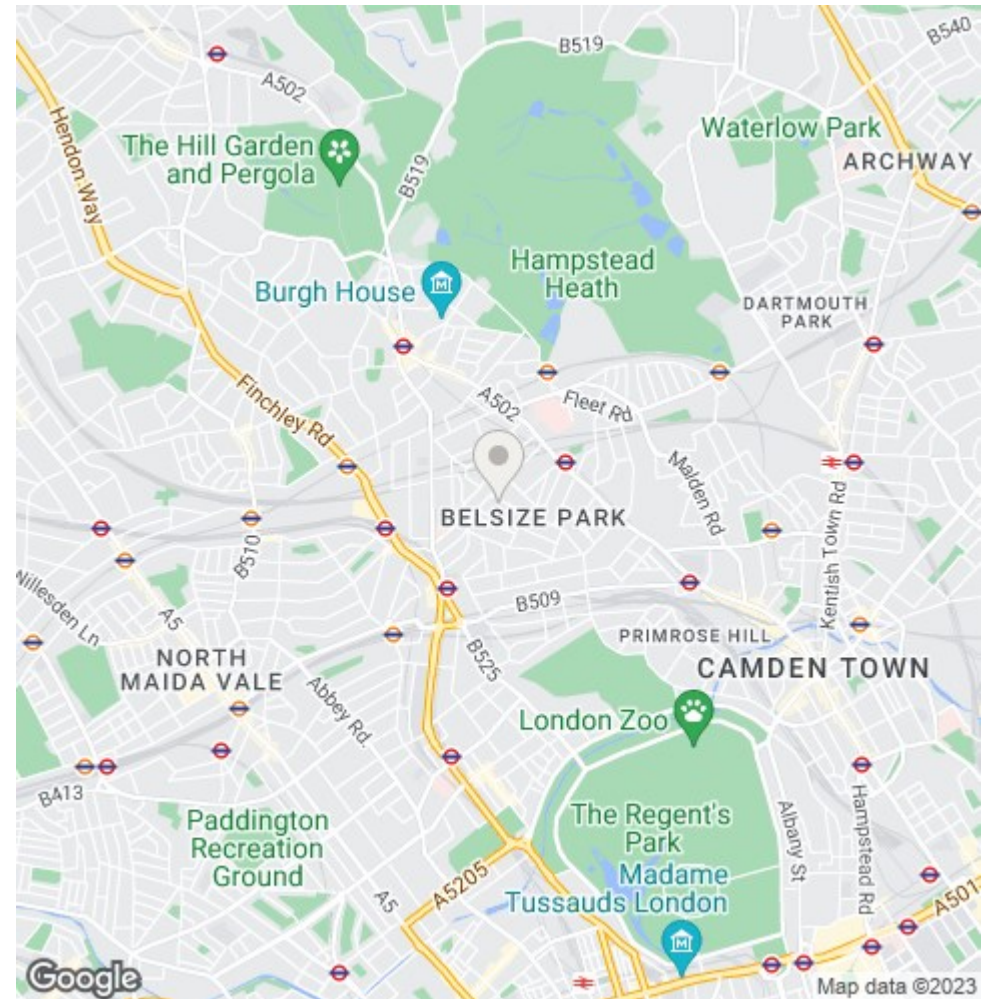 B519
B540
A502
Hendon Way
The Hill Garden
and Pergola
B519
Waterlow Park
ARCHWAY
Burgh House
Hampstead
Heath
DARTMOUTH
PARK
Finchley Rd
A502
Fleet Rd
Malden Rd
BELSIZE PARK
Kentish Town Rd
B510
Willesden Ln
A5
B509
PRIMROSE HILL
NORTH
MAIDA VALE
B525
CAMDEN TOWN
Abbey Rd.
London Zoo
B413
Paddington
Recreation
Ground
The Regent's
Park
Albany St
Hampstead Rd
Madame
Tussauds London
A5
A5205
A501
Google
Map data ©2023